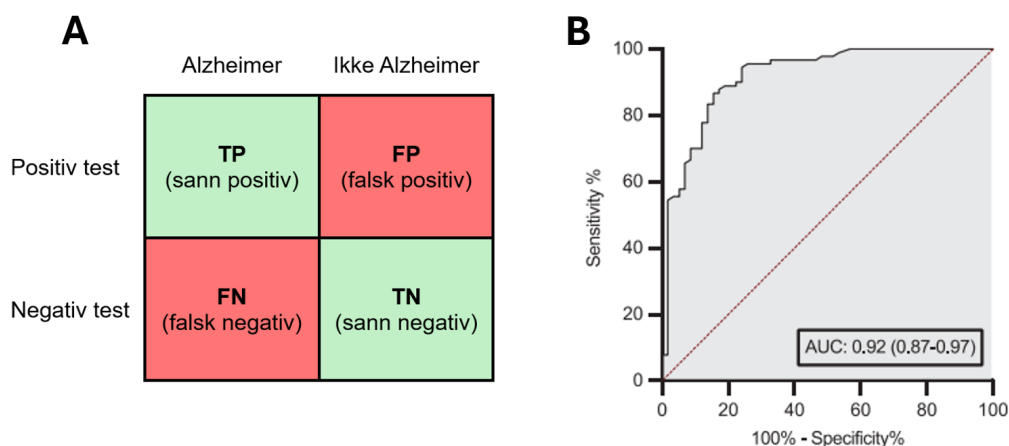 A
Alzheimer
Ikke Alzheimer
Positiv test
TP
(sann positiv)
FP
(falsk positiv)
Negativ test
FN
(falsk negativ)
TN
(sann negativ)
B
Sensitivity %
100
80
60
40
20
0
AUC: 0.92 (0.87-0.97)
0
20
40
60
80
100
100% - Specificity%